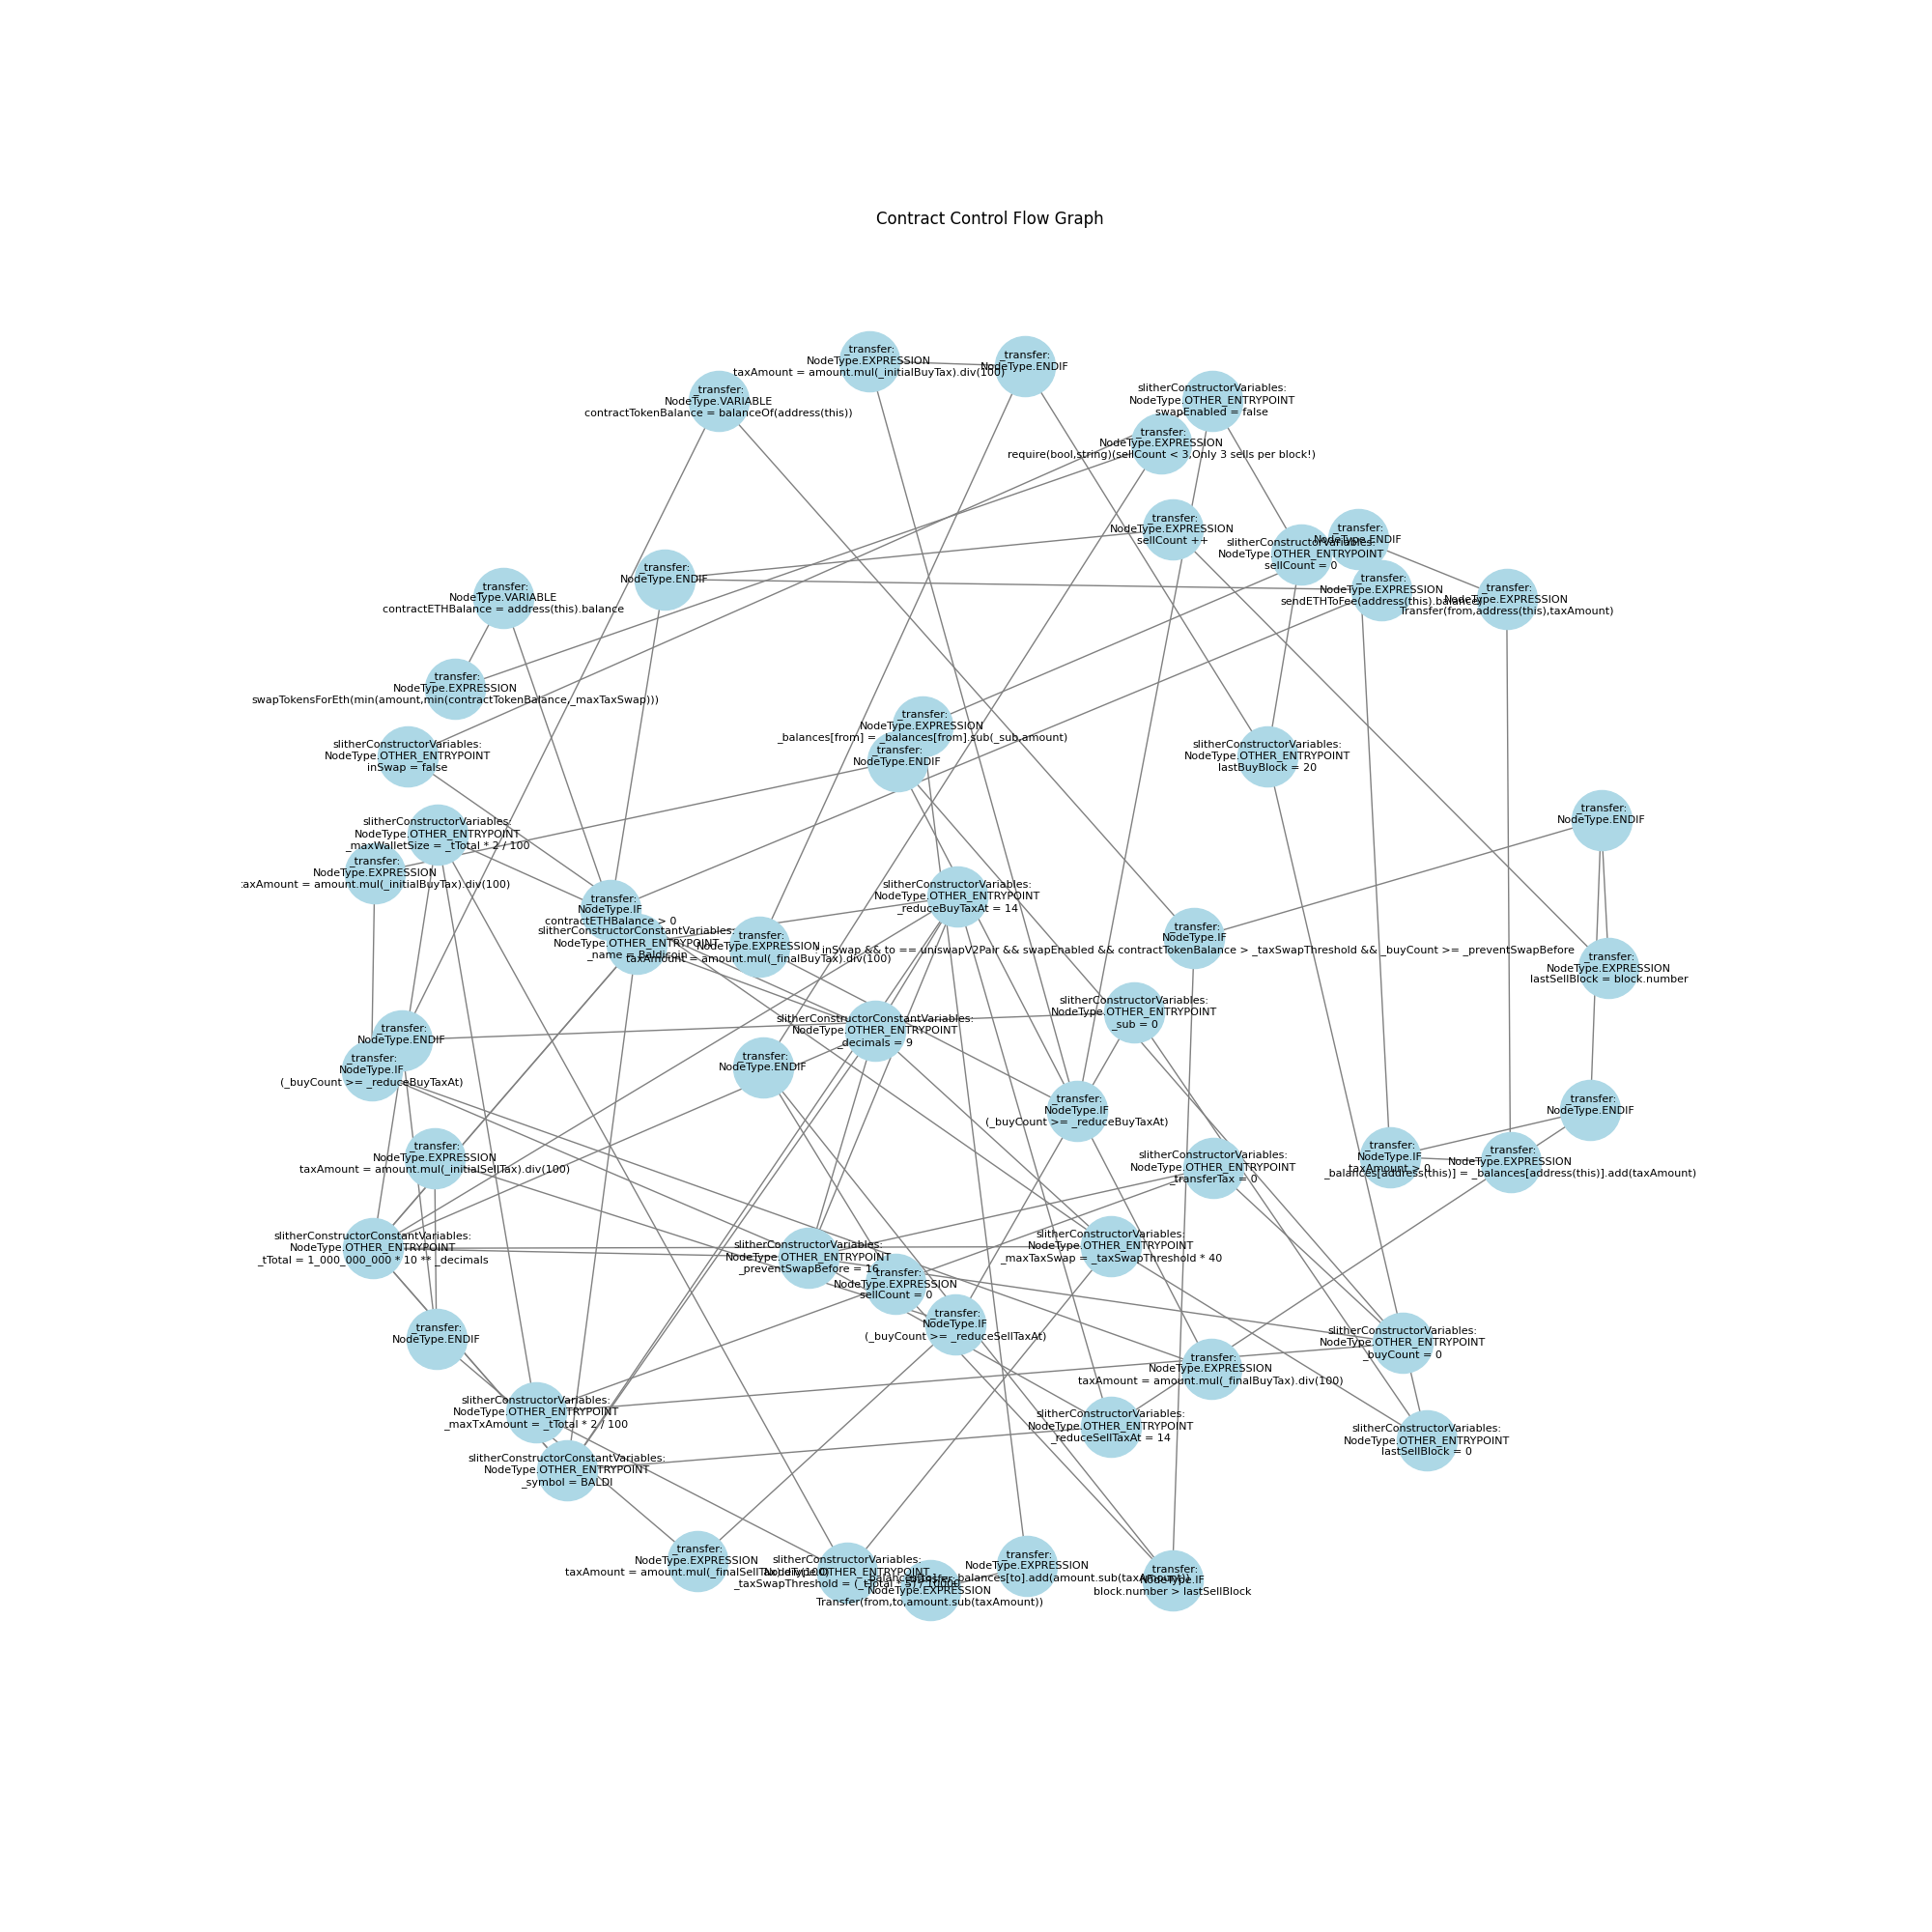 Contract Control Flow Graph
_transfer:
NodeType.EXPRESSION
taxAmount = amount.mul(_initialBuyTax).div(100)
_transfer:
NodeType.ENDIF
_transfer:
NodeType.VARIABLE
contractTokenBalance = balanceOf(address(this))
slitherConstructorVariables:
NodeType.OTHER_ENTRYPOINT
swapEnabled = false
_transfer:
NodeType.EXPRESSION
require(bool,string)(sellCount < 3,Only 3 sells per block!)
_transfer:
NodeType.EXPRESSION
sellCount ++
_transfer:
NodeType.ENDIF
slitherConstructorVariables:
NodeType.OTHER_ENTRYPOINT
sellCount = 0
_transfer:
NodeType.ENDIF
_transfer:
NodeType.EXPRESSION
sendETHToFee(address(this).balance)
_transfer:
NodeType.EXPRESSION
Transfer(from,address(this),taxAmount)
_transfer:
NodeType.VARIABLE
contractETHBalance = address(this).balance
_transfer:
NodeType.EXPRESSION
swapTokensForEth(min(amount,min(contractTokenBalance,_maxTaxSwap)))
_transfer:
NodeType.EXPRESSION
_balances[from] = _balances[from].sub(_sub,amount)
_transfer:
NodeType.ENDIF
slitherConstructorVariables:
NodeType.OTHER_ENTRYPOINT
inSwap = false
slitherConstructorVariables:
NodeType.OTHER_ENTRYPOINT
lastBuyBlock = 20
slitherConstructorVariables:
NodeType.OTHER_ENTRYPOINT
_maxWalletSize = _tTotal * 2 / 100
_transfer:
NodeType.EXPRESSION
taxAmount = amount.mul(_initialBuyTax).div(100)
_transfer:
NodeType.ENDIF
slitherConstructorVariables:
NodeType.OTHER_ENTRYPOINT
_reduceBuyTaxAt = 14
_transfer:
NodeType.IF
contractETHBalance > 0
slitherConstructorConstantVariables:
NodeType.OTHER_ENTRYPOINT
_name = Baldicoin
_transfer:
NodeType.EXPRESSION
taxAmount = amount.mul(_finalBuyTax).div(100)
_transfer:
NodeType.IF
inSwap && to == uniswapV2Pair && swapEnabled && contractTokenBalance > _taxSwapThreshold && _buyCount >= _preventSwapBefore
_transfer:
NodeType.EXPRESSION
lastSellBlock = block.number
slitherConstructorVariables:
NodeType.OTHER_ENTRYPOINT
_sub = 0
slitherConstructorConstantVariables:
NodeType.OTHER_ENTRYPOINT
_decimals = 9
_transfer:
NodeType.ENDIF
_transfer:
NodeType.IF
(_buyCount >= _reduceBuyTaxAt)
_transfer:
NodeType.ENDIF
_transfer:
NodeType.IF
(_buyCount >= _reduceBuyTaxAt)
_transfer:
NodeType.ENDIF
_transfer:
NodeType.EXPRESSION
taxAmount = amount.mul(_initialSellTax).div(100)
slitherConstructorVariables:
NodeType.OTHER_ENTRYPOINT
_transferTax = 0
_transfer:
NodeType.IF
taxAmount > 0
_transfer:
NodeType.EXPRESSION
_balances[address(this)] = _balances[address(this)].add(taxAmount)
slitherConstructorConstantVariables:
NodeType.OTHER_ENTRYPOINT
_tTotal = 1_000_000_000 * 10 ** _decimals
slitherConstructorVariables:
NodeType.OTHER_ENTRYPOINT
_preventSwapBefore = 16
slitherConstructorVariables:
NodeType.OTHER_ENTRYPOINT
_maxTaxSwap = _taxSwapThreshold * 40
_transfer:
NodeType.EXPRESSION
sellCount = 0
_transfer:
NodeType.IF
(_buyCount >= _reduceSellTaxAt)
_transfer:
NodeType.ENDIF
slitherConstructorVariables:
NodeType.OTHER_ENTRYPOINT
_buyCount = 0
_transfer:
NodeType.EXPRESSION
taxAmount = amount.mul(_finalBuyTax).div(100)
slitherConstructorVariables:
NodeType.OTHER_ENTRYPOINT
_maxTxAmount = _tTotal * 2 / 100
slitherConstructorVariables:
NodeType.OTHER_ENTRYPOINT
_reduceSellTaxAt = 14
slitherConstructorVariables:
NodeType.OTHER_ENTRYPOINT
lastSellBlock = 0
slitherConstructorConstantVariables:
NodeType.OTHER_ENTRYPOINT
_symbol = BALDI
_transfer:
NodeType.EXPRESSION
taxAmount = amount.mul(_finalSellTax).div(100)
slitherConstructorVariables:
NodeType.OTHER_ENTRYPOINT
_taxSwapThreshold =
_transfer:
NodeType.EXPRESSION
Transfer(from,to,amount.sub(taxAmount))
_transfer:
NodeType.EXPRESSION
_balances[to].add(amount.sub(taxAmount))
_transfer:
NodeType.IF
block.number > lastSellBlock